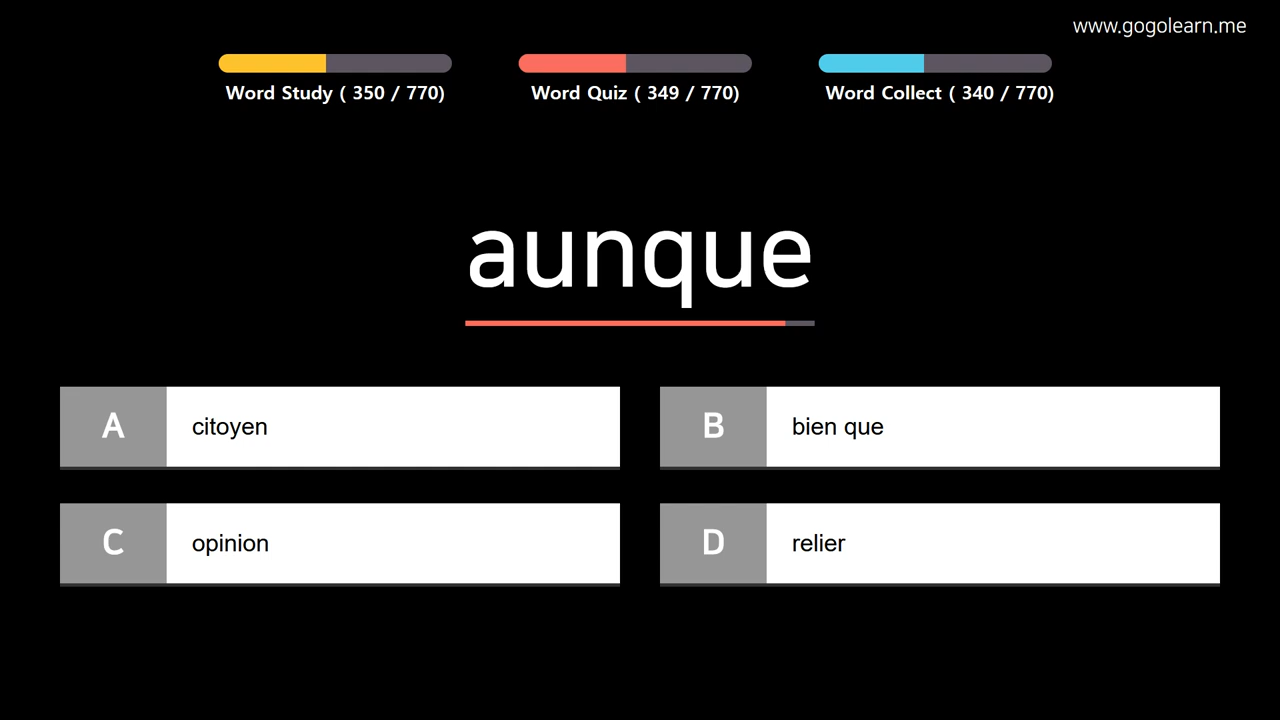 www.gogolearn.me
Word Study ( 350 / 770)
Word Quiz ( 349 / 770)
Word Collect ( 340 / 770)
aunque
A citoyen
B bien que
C opinion
D relier